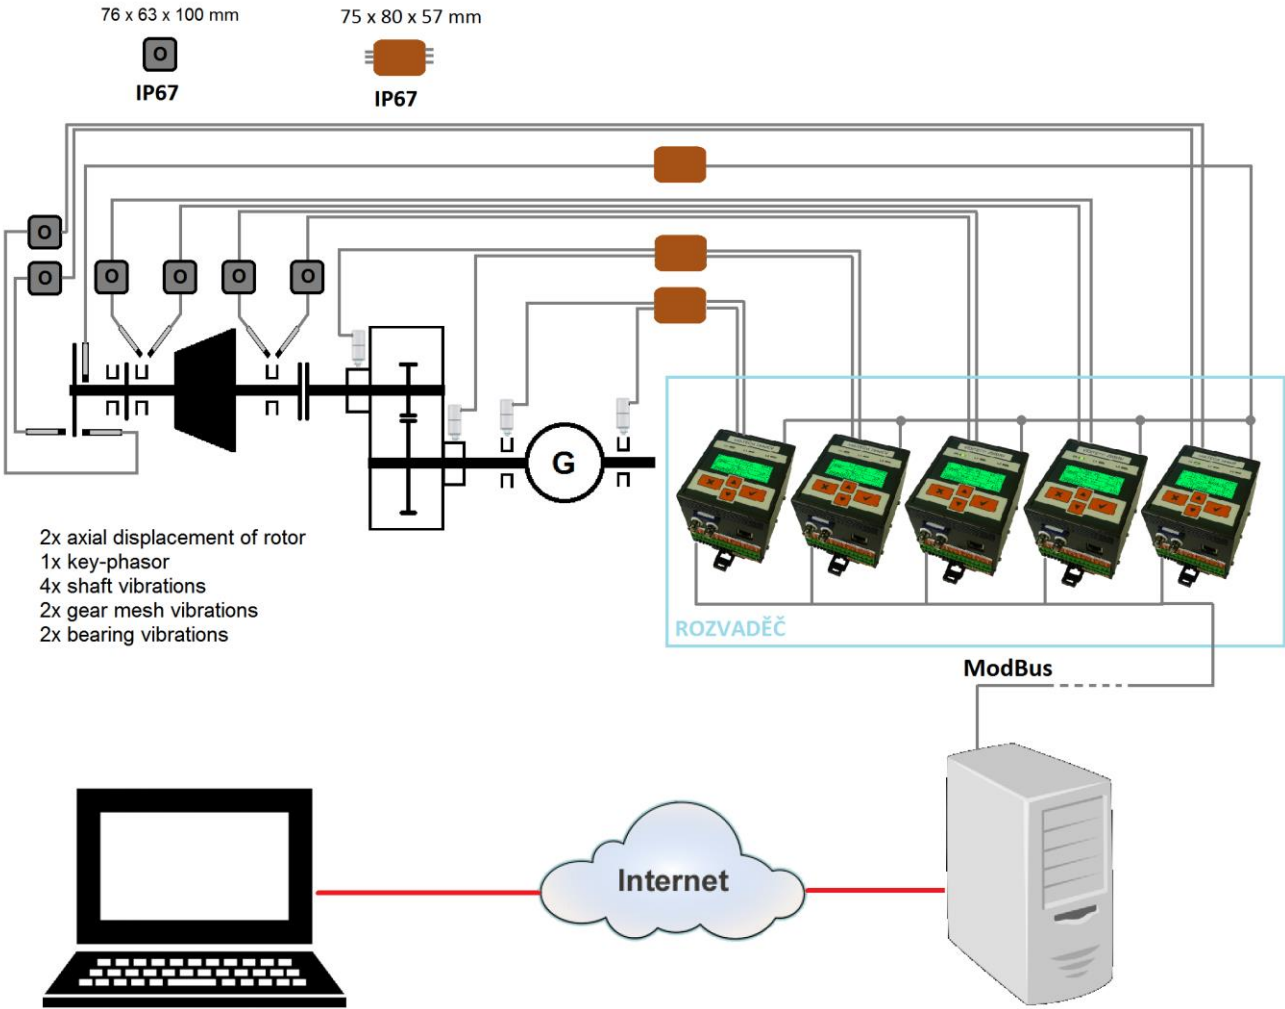 76 x 63 x 100 mm
75 x 80 x 57 mm
O
IP67
IP67
O
O
O
O
O
O
G
2x axial displacement of rotor
1x key-phasor
4x shaft vibrations
2x gear mesh vibrations
2x bearing vibrations
ROZVADĚČ
ModBus
Internet